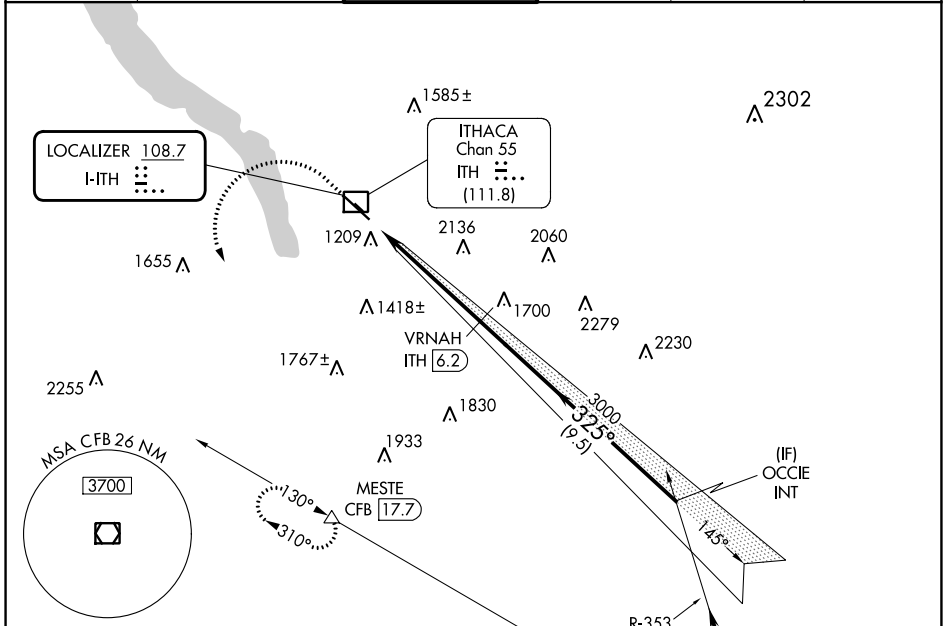 1585±
2302
LOCALIZER 108.7
I-ITH
ITHACA
Chan 55
ITH
(111.8)
1209
2136
2060
1655
1418±
1700
2279
VRNAH
ITH 6.2
2230
1767±
2255
1830
3000
325°
(9.5)
1933
MSA CFB 26 NM
3700
(IF)
OCCIE
INT
MESTE
CFB 17.7
130°
310°
145°
R-353